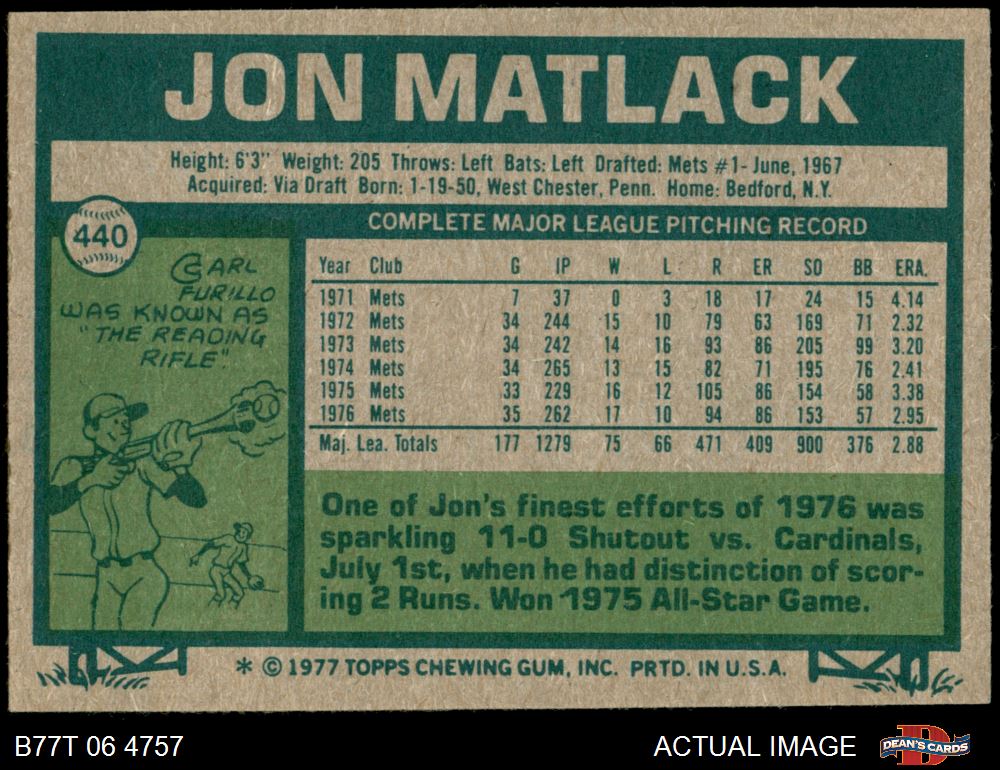 JON MATLACK
Height: 6'3" Weight: 205 Throws: Left Bats: Left Drafted: Mets #1- June, 1967
Acquired: Via Draft Born: 1-19-50, West Chester, Penn. Home: Bedford, N.Y.
440
CARL
FURILLO
WAS KNOWN AS
"THE READING
RIFLE".
COMPLETE MAJOR LEAGUE PITCHING RECORD
Year Club G IP W L R ER SO BB ERA.
1971 Mets 7 37 0 3 18 17 24 15 4.14
1972 Mets 34 244 15 10 79 63 169 71 2.32
1973 Mets 34 242 14 16 93 86 205 99 3.20
1974 Mets 34 265 13 15 82 71 195 76 2.41
1975 Mets 33 229 16 12 105 86 154 58 3.38
1976 Mets 35 262 17 10 94 86 153 57 2.95
Maj. Lea. Totals 177 1279 75 66 471 409 900 376 2.88
One of Jon's finest efforts of 1976 was
sparkling 11-0 Shutout vs. Cardinals,
July 1st, when he had distinction of scor-
ing 2 Runs. Won 1975 All-Star Game.
* © 1977 TOPPS CHEWING GUM, INC. PRTD. IN U.S.A.
B77T 06 4757
ACTUAL IMAGE
D
DEAN'S CARDS